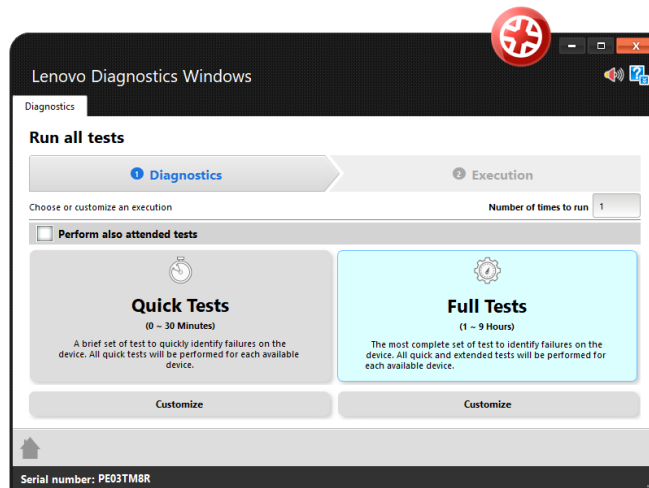 Lenovo Diagnostics Windows
Diagnostics
Run all tests
1 Diagnostics
2 Execution
Choose or customize an execution
Number of times to run 1
Perform also attended tests
Quick Tests
(0 ~ 30 Minutes)
A brief set of test to quickly identify failures on the
device. All quick tests will be performed for each available
device.
Full Tests
(1 ~ 9 Hours)
The most complete set of test to identify failures on the
device. All quick and extended tests will be performed for
each available device.
Customize
Customize
Serial number: PE03TM8R